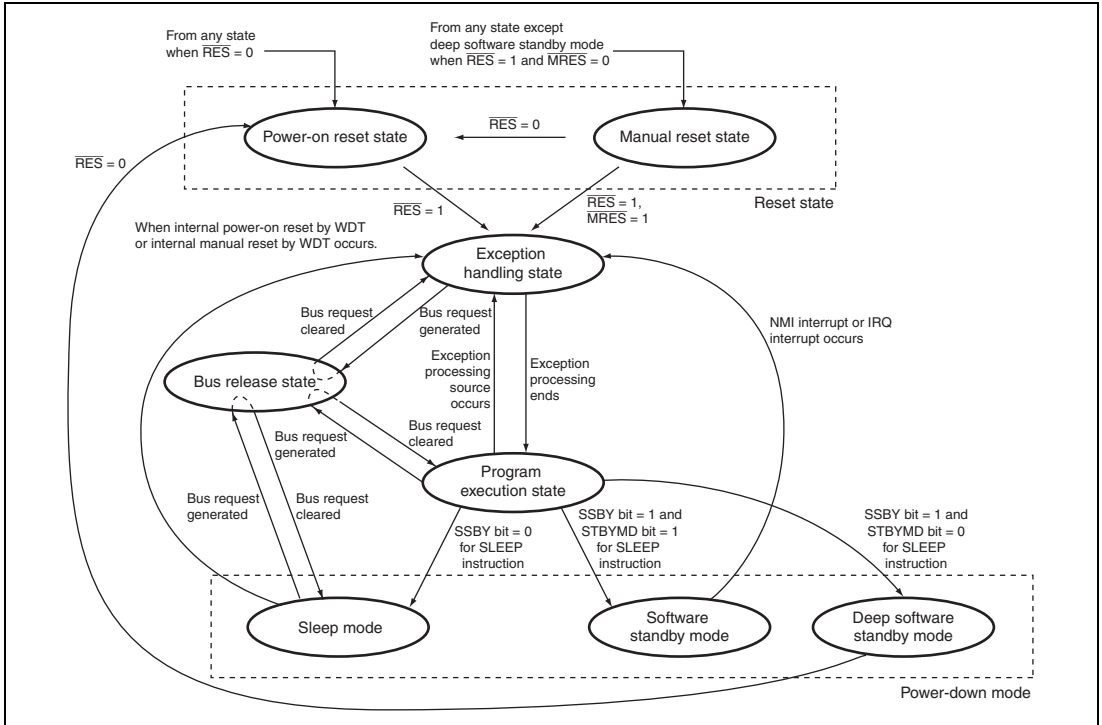 From any state
when RES = 0
From any state except
deep software standby mode
when RES = 1 and MRES = 0
Power-on reset state
RES = 0
Manual reset state
RES = 0
Reset state
RES = 1
RES = 1,
MRES = 1
When internal power-on reset by WDT
or internal manual reset by WDT occurs.
Exception
handling state
Bus request
cleared
Bus request
generated
NMI interrupt or IRQ
interrupt occurs
Exception
processing
source
occurs
Exception
processing
ends
Bus release state
Bus request
cleared
Bus request
generated
Program
execution state
Bus request
generated
Bus request
cleared
SSBY bit = 0
for SLEEP
instruction
SSBY bit = 1 and
STBYMD bit = 1
for SLEEP
instruction
SSBY bit = 1 and
STBYMD bit = 0
for SLEEP
instruction
Sleep mode
Software
standby mode
Deep software
standby mode
Power-down mode